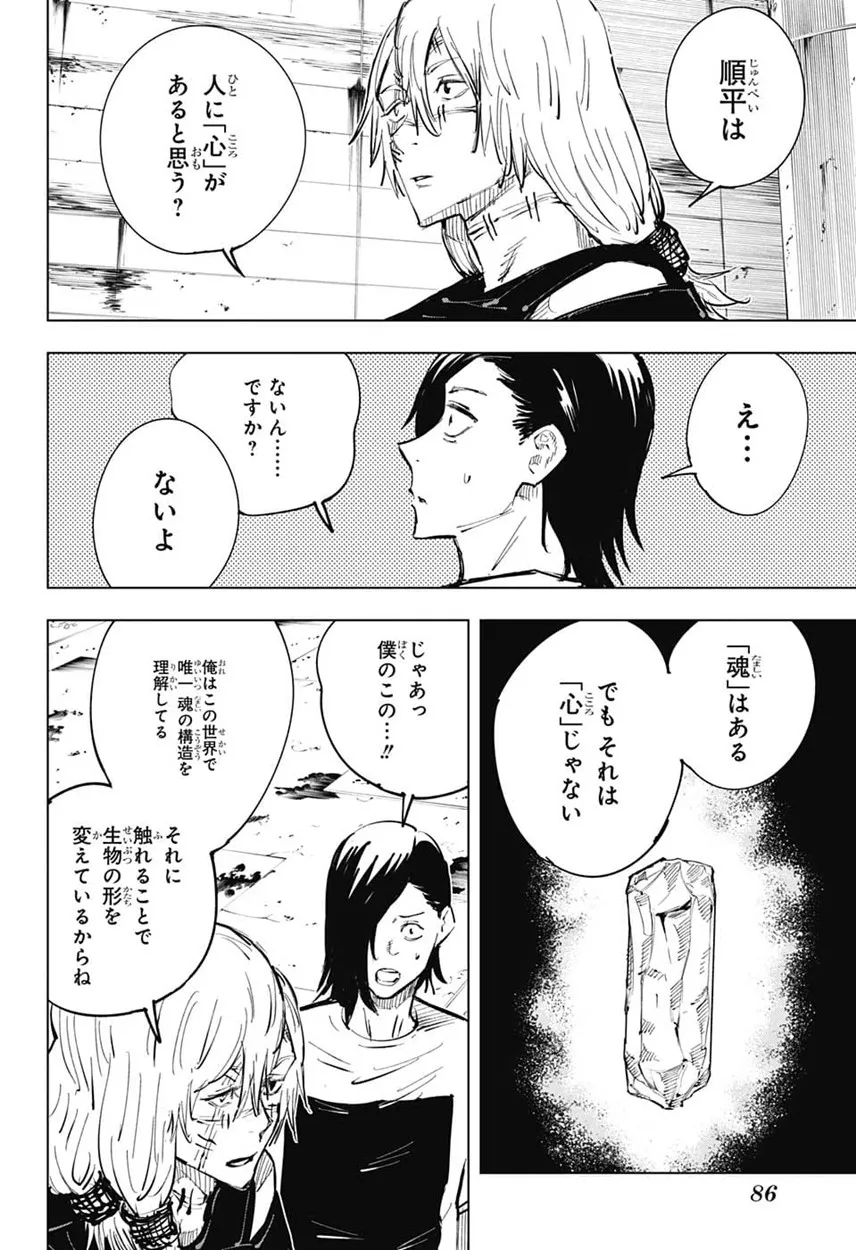 順平は
人に「心」が
あると思う?
え…
ないん……
ですか?
ないよ
「魂」はある
でも それは
「心」じゃない
じゃあっ
僕のこの…!!
俺はこの世界で
唯一魂の構造を
理解してる
それに
触れることで
生物の形を
変えているからね
86